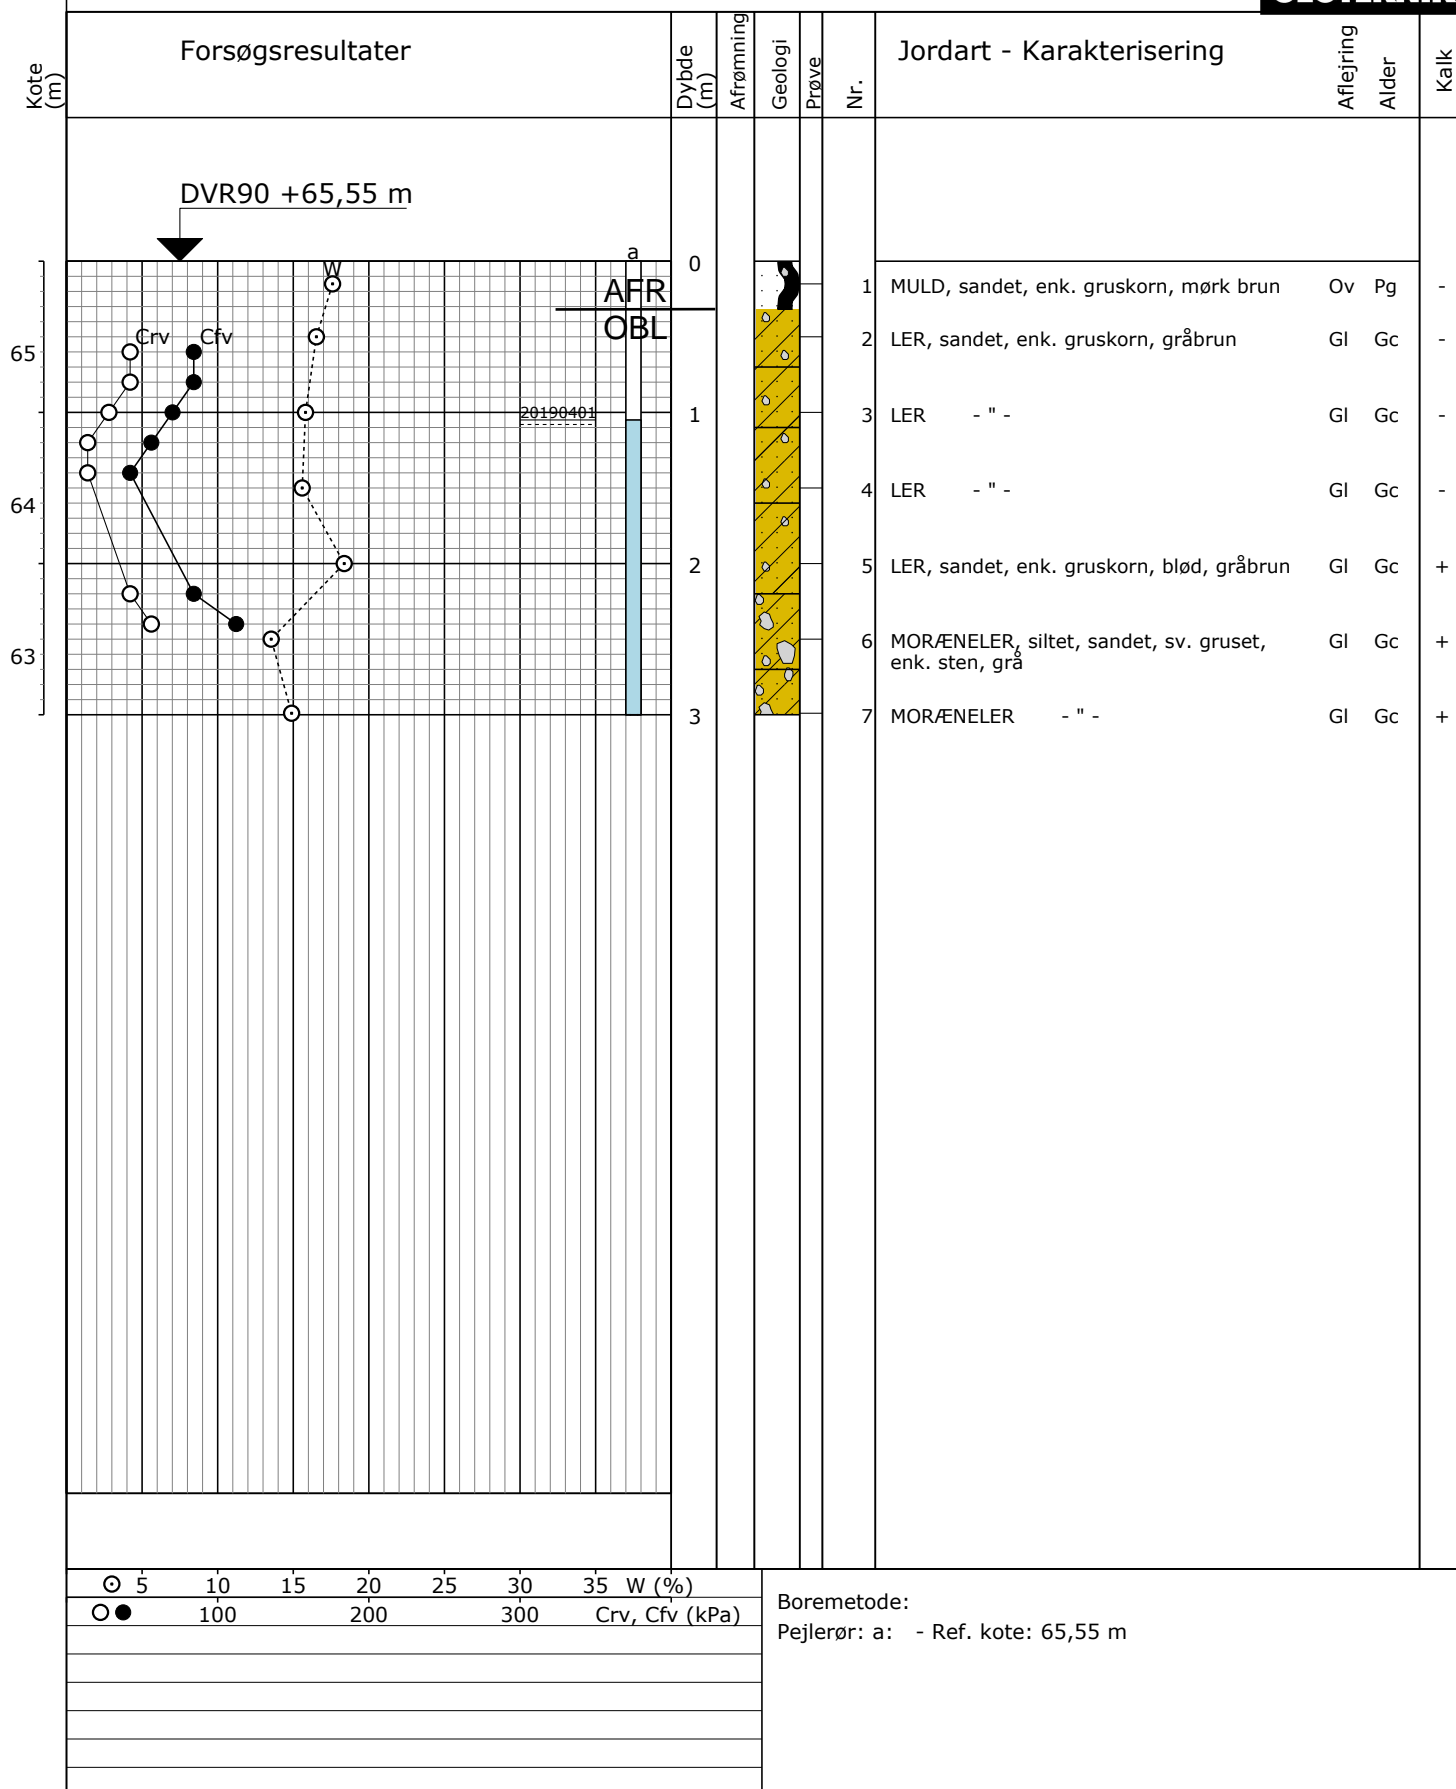 Kote (m)
Forsøgsresultater
Dybde (m)
Afrømning
Geologi
Prøve
Nr.
Jordart - Karakterisering
Aflejring
Alder
Kalk
DVR90 +65,55 m
a
W
0
AFR
1 MULD, sandet, enk. gruskorn, mørk brun Ov Pg -
OBL
Crv Cfv
2 LER, sandet, enk. gruskorn, gråbrun Gl Gc -
65
20190401
1
3 LER - " - Gl Gc -
4 LER - " - Gl Gc -
64
2
5 LER, sandet, enk. gruskorn, blød, gråbrun Gl Gc +
6 MORÆNELER, siltet, sandet, sv. gruset, Gl Gc +
enk. sten, grå
63
3
7 MORÆNELER - " - Gl Gc +
5 10 15 20 25 30 35 W (%)
100 200 300 Crv, Cfv (kPa)
Boremetode:
Pejlerør: a: - Ref. kote: 65,55 m